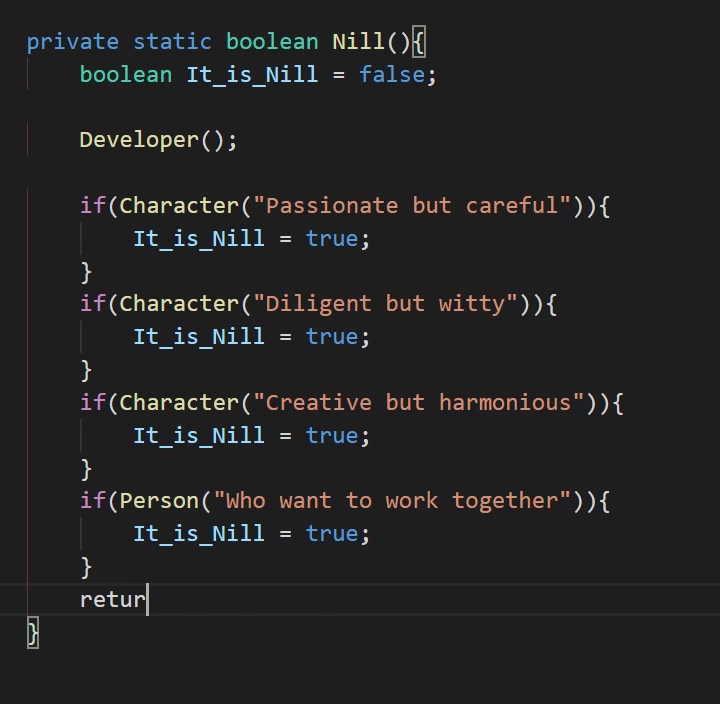 private static boolean Nill(){
    boolean It_is_Nill = false;
    Developer();
    if(Character("Passionate but careful")){
        It_is_Nill = true;
    }
    if(Character("Diligent but witty")){
        It_is_Nill = true;
    }
    if(Character("Creative but harmonious")){
        It_is_Nill = true;
    }
    if(Person("Who want to work together")){
        It_is_Nill = true;
    }
    retur
}